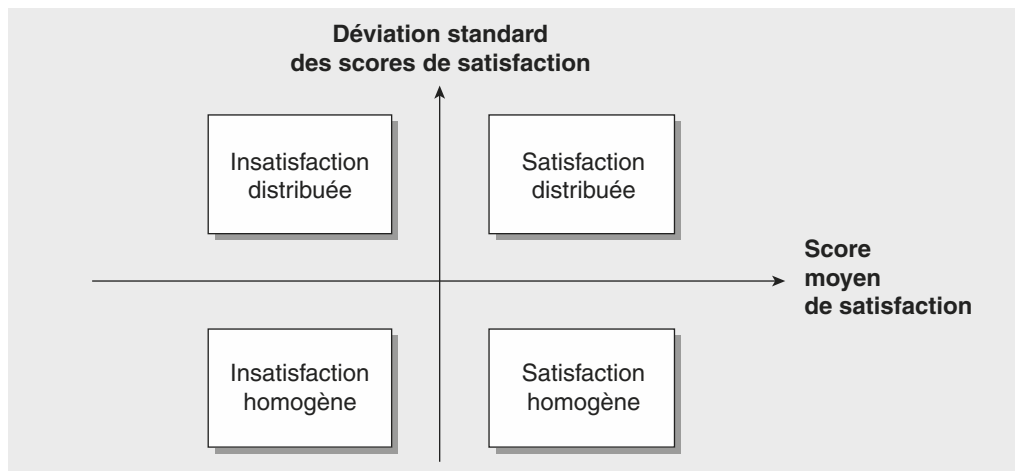 Déviation standard
des scores de satisfaction
Insatisfaction
distribuée
Satisfaction
distribuée
Score
moyen
de satisfaction
Insatisfaction
homogène
Satisfaction
homogène